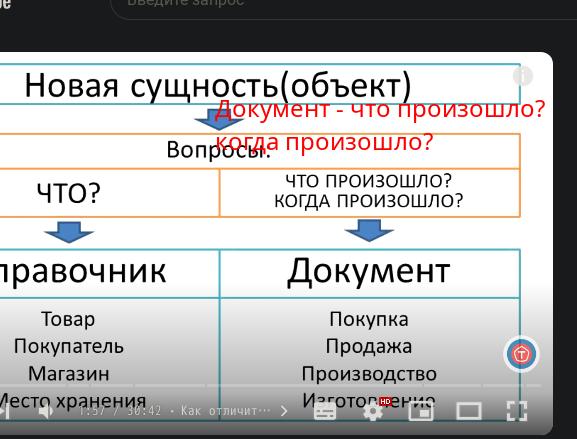 Введите запрос
Новая сущность(объект)
Документ - что произошло?
когда произошло?
Вопросы:
ЧТО?
ЧТО ПРОИЗОШЛО?
КОГДА ПРОИЗОШЛО?
правочник
Документ
Товар
Покупатель
Магазин
Место хранения
Покупка
Продажа
Производство
Изготовление
1:57 / 30:42 · Как отличит...
HD